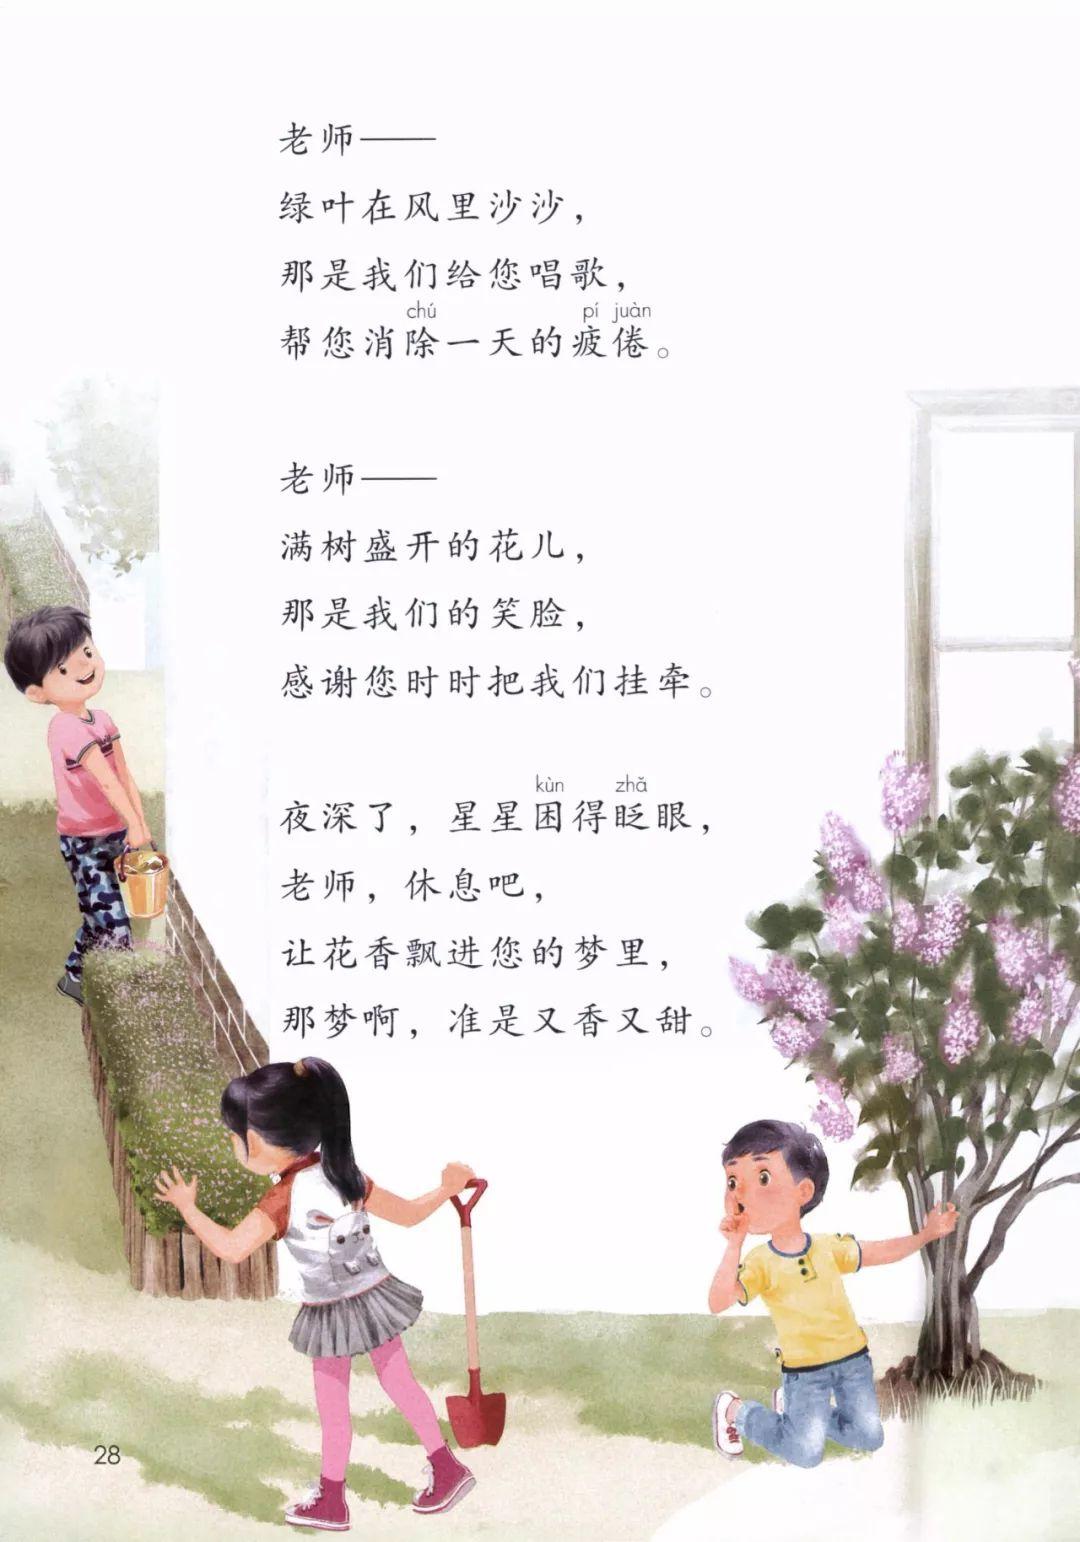 老师——
绿叶在风里沙沙，
那是我们给您唱歌，
chú pí juàn
帮您消除一天的疲倦。
老师——
满树盛开的花儿，
那是我们的笑脸，
感谢您时时把我们挂牵。
kùn zhǎ
夜深了，星星困得眨眼，
老师，休息吧，
让花香飘进您的梦里，
那梦啊，准是又香又甜。
28